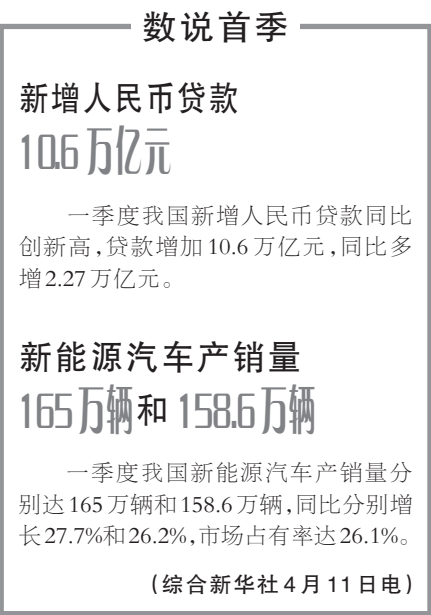 数说首季
新增人民币贷款
10.6万亿元
一季度我国新增人民币贷款同比
创新高,贷款增加10.6万亿元,同比多
增2.27万亿元。
新能源汽车产销量
165万辆和158.6万辆
一季度我国新能源汽车产销量分
别达165万辆和158.6万辆,同比分别增
长27.7%和26.2%,市场占有率达26.1%。
(综合新华社4月11日电)